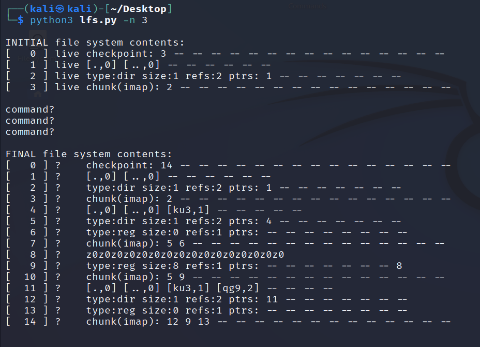 ┌──(kali㉿kali)-[~/Desktop]
└─$ python3 lfs.py -n 3

INITIAL file system contents:
[   0 ] live checkpoint: 3 -- -- -- -- -- -- -- -- -- -- -- -- -- -- --
[   1 ] live [.,0] [..,0] -- -- -- -- -- --
[   2 ] live type:dir size:1 refs:2 ptrs: 1 -- -- -- -- -- -- --
[   3 ] live chunk(imap): 2 -- -- -- -- -- -- -- -- -- -- -- -- -- -- --

command?
command?
command?

FINAL file system contents:
[   0 ] ?    checkpoint: 14 -- -- -- -- -- -- -- -- -- -- -- -- -- -- --
[   1 ] ?    [.,0] [..,0] -- -- -- -- -- --
[   2 ] ?    type:dir size:1 refs:2 ptrs: 1 -- -- -- -- -- -- --
[   3 ] ?    chunk(imap): 2 -- -- -- -- -- -- -- -- -- -- -- -- -- -- --
[   4 ] ?    [.,0] [..,0] [ku3,1] -- -- -- -- --
[   5 ] ?    type:dir size:1 refs:2 ptrs: 4 -- -- -- -- -- -- --
[   6 ] ?    type:reg size:0 refs:1 ptrs: -- -- -- -- -- -- -- --
[   7 ] ?    chunk(imap): 5 6 -- -- -- -- -- -- -- -- -- -- -- -- -- --
[   8 ] ?    z0z0z0z0z0z0z0z0z0z0z0z0z0z0z0z0
[   9 ] ?    type:reg size:8 refs:1 ptrs: -- -- -- -- -- -- -- 8
[  10 ] ?    chunk(imap): 5 9 -- -- -- -- -- -- -- -- -- -- -- -- -- --
[  11 ] ?    [.,0] [..,0] [ku3,1] [qg9,2] -- -- -- --
[  12 ] ?    type:dir size:1 refs:2 ptrs: 11 -- -- -- -- -- -- --
[  13 ] ?    type:reg size:0 refs:1 ptrs: -- -- -- -- -- -- -- --
[  14 ] ?    chunk(imap): 12 9 13 -- -- -- -- -- -- -- -- -- -- -- -- --